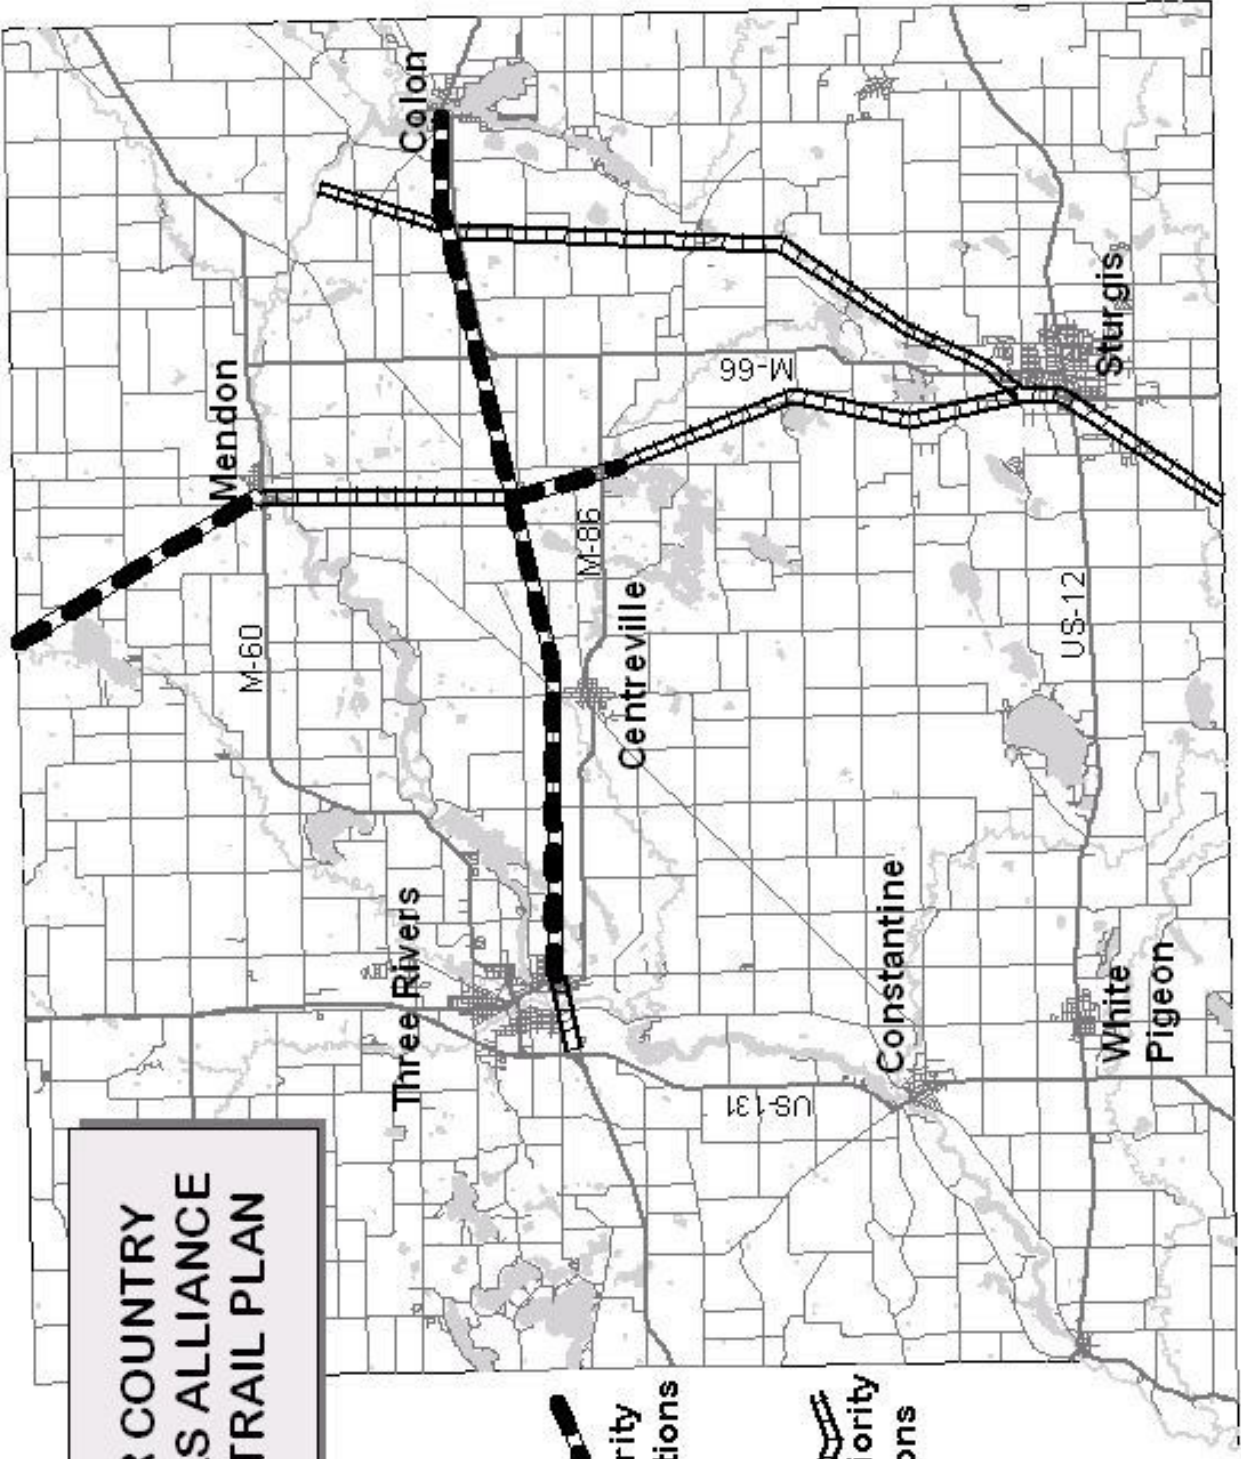 R COUNTRY
S ALLIANCE
TRAIL PLAN
Mendon
Colon
M-60
M-66
M-86
Three Rivers
Centreville
Sturgis
US-12
US-131
Constantine
White
Pigeon
rity
tions
ority
ons